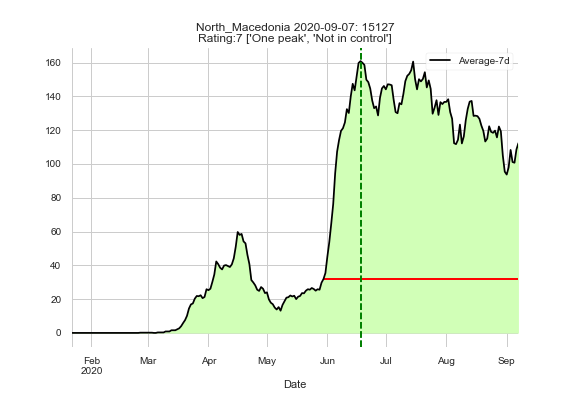 North_Macedonia 2020-09-07: 15127
Rating:7 ['One peak', 'Not in control']
Average-7d
160
140
120
100
80
60
40
20
0
Feb Mar Apr May Jun Jul Aug Sep
2020
Date